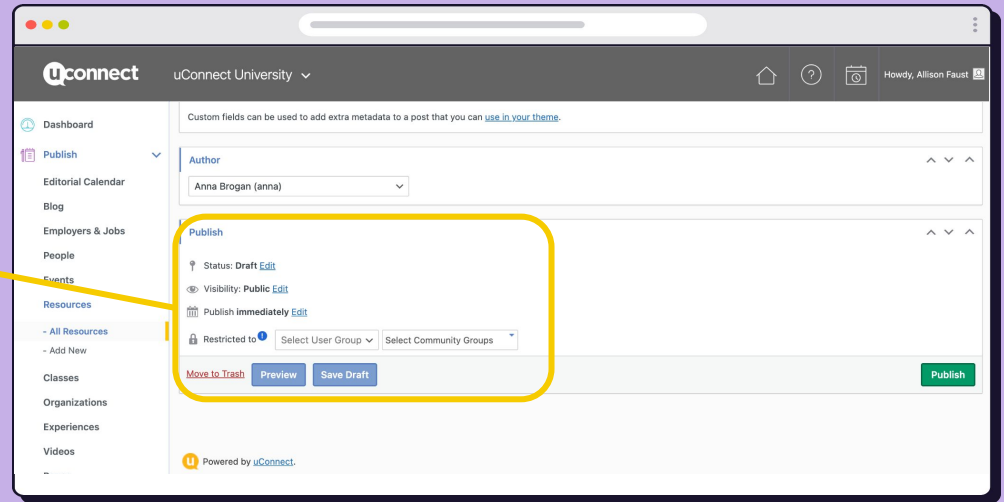 uconnect
uConnect University
Howdy, Allison Faust
Dashboard
Publish
Editorial Calendar
Blog
Employers & Jobs
People
Events
Resources
- All Resources
- Add New
Classes
Organizations
Experiences
Videos
Custom fields can be used to add extra metadata to a post that you can use in your theme.
Author
Anna Brogan (anna)
Publish
Status: Draft Edit
Visibility: Public Edit
Publish immediately Edit
Restricted to Select User Group Select Community Groups
Move to Trash Preview Save Draft Publish
Powered by uConnect.